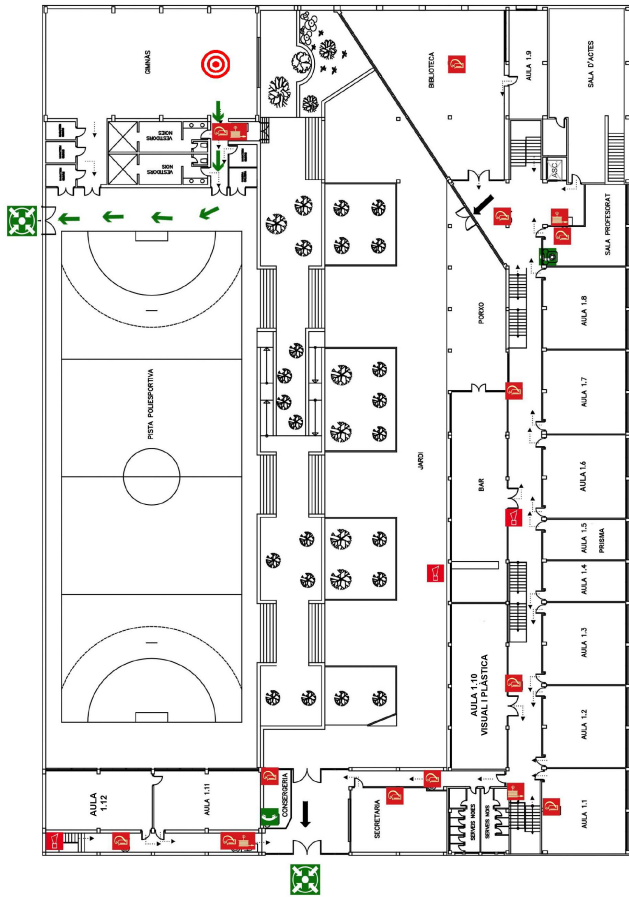 GIMNÀS
BIBLIOTECA
AULA 1.9
SALA D'ACTES
VESTIDORS
NOIES
VESTIDORS
NOIS
ASC.
SALA PROFESORAT
PORXO
AULA 1.8
AULA 1.7
PISTA POLIESPORTIVA
JARDI
BAR
AULA 1.6
AULA 1.5
PRISMA
AULA 1.4
AULA 1.3
AULA 1.10
VISUAL I PLÀSTICA
AULA 1.2
AULA
1.12
AULA 1.11
CONSERGERIA
SECRETARIA
SERVEIS NOIES
SERVEIS NOIS
AULA 1.1